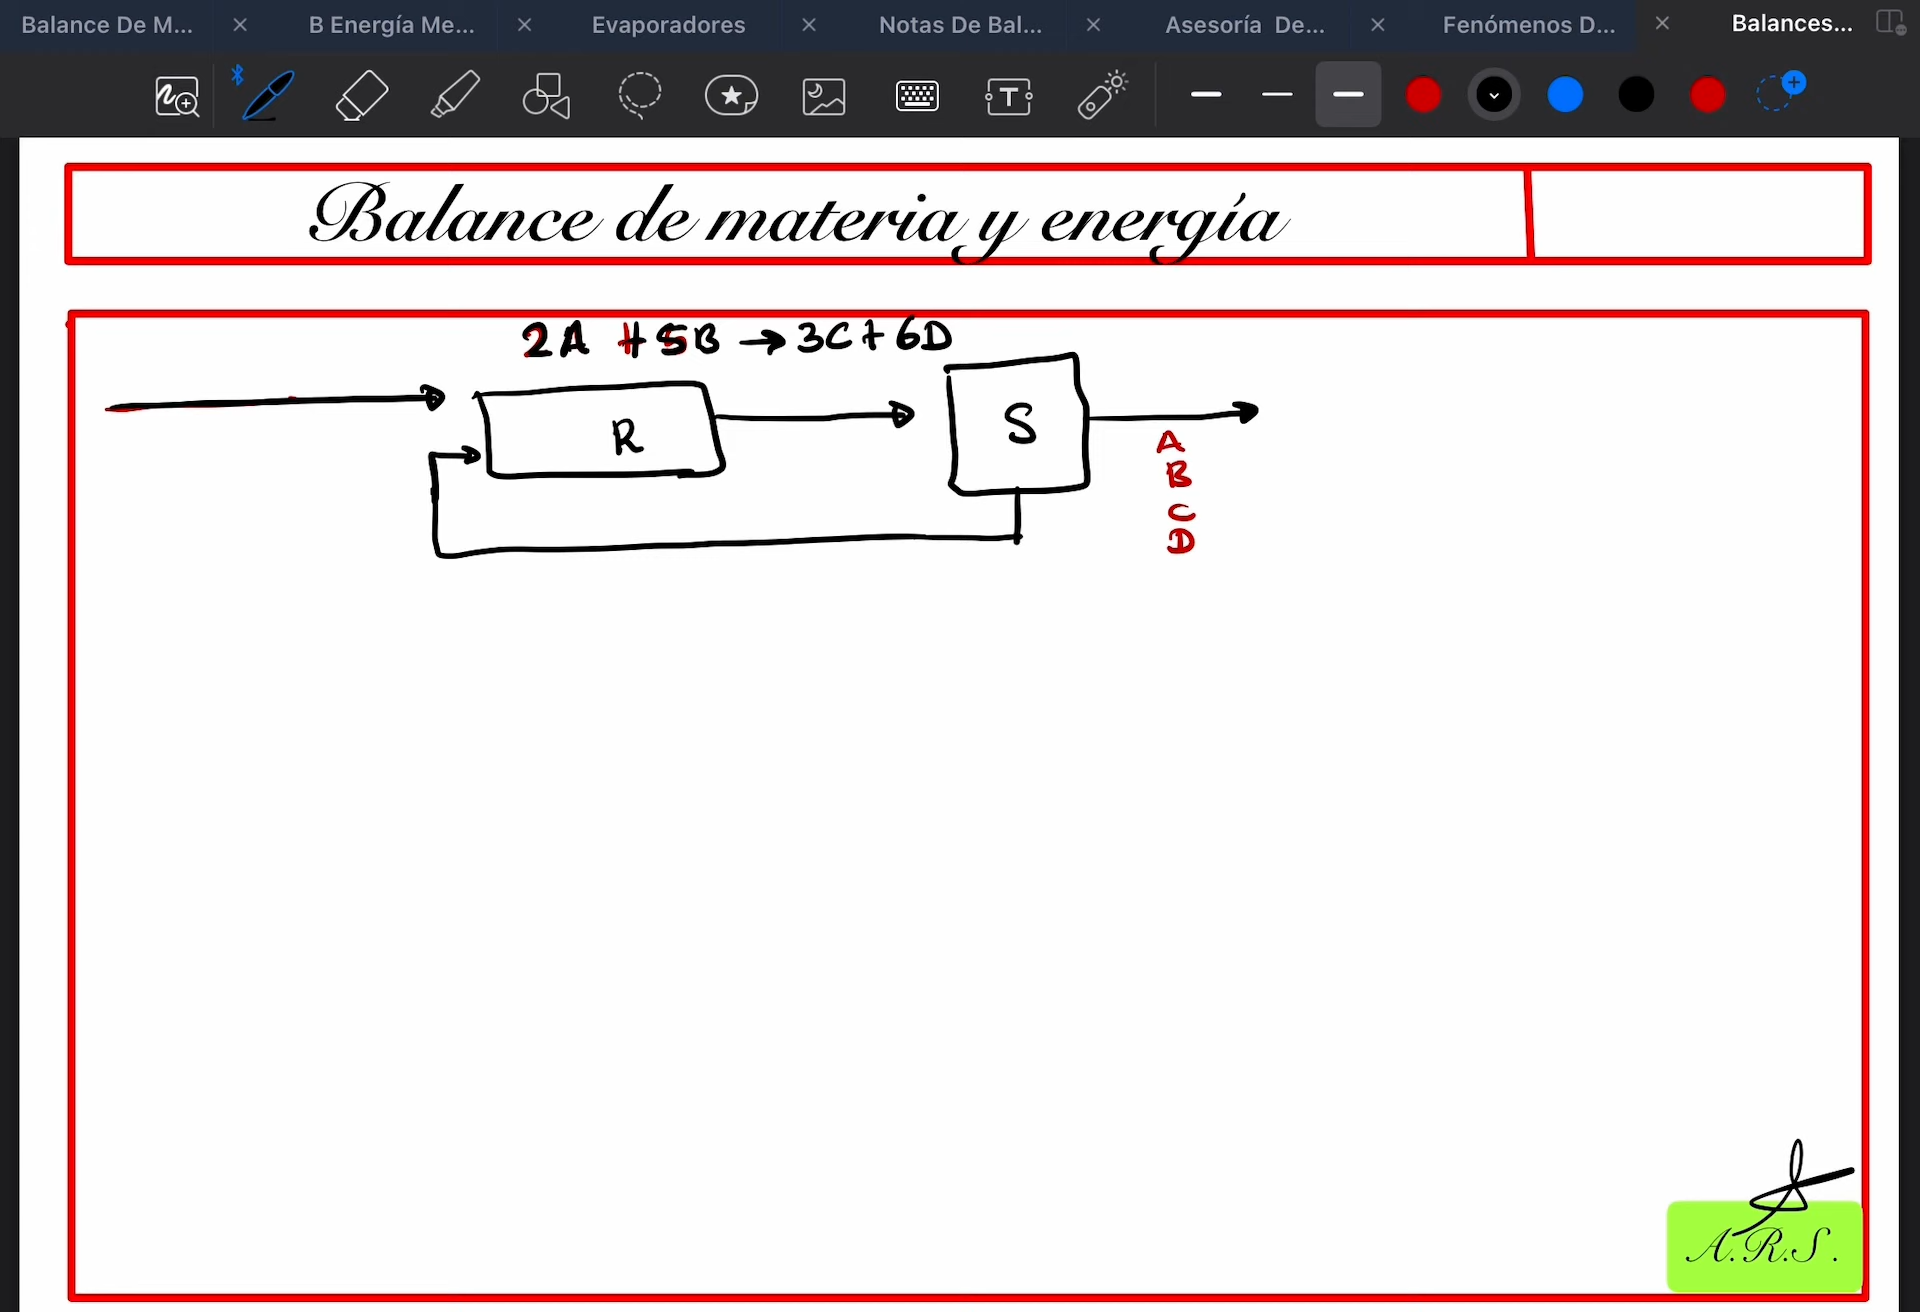 Balance De M... B Energía Me... Evaporadores Notas De Bal... Asesoría De... Fenómenos D... Balances...
T
Balance de materia y energía
2A + 5B → 3C + 6D
R
S
A
B
C
D
A.R.S.